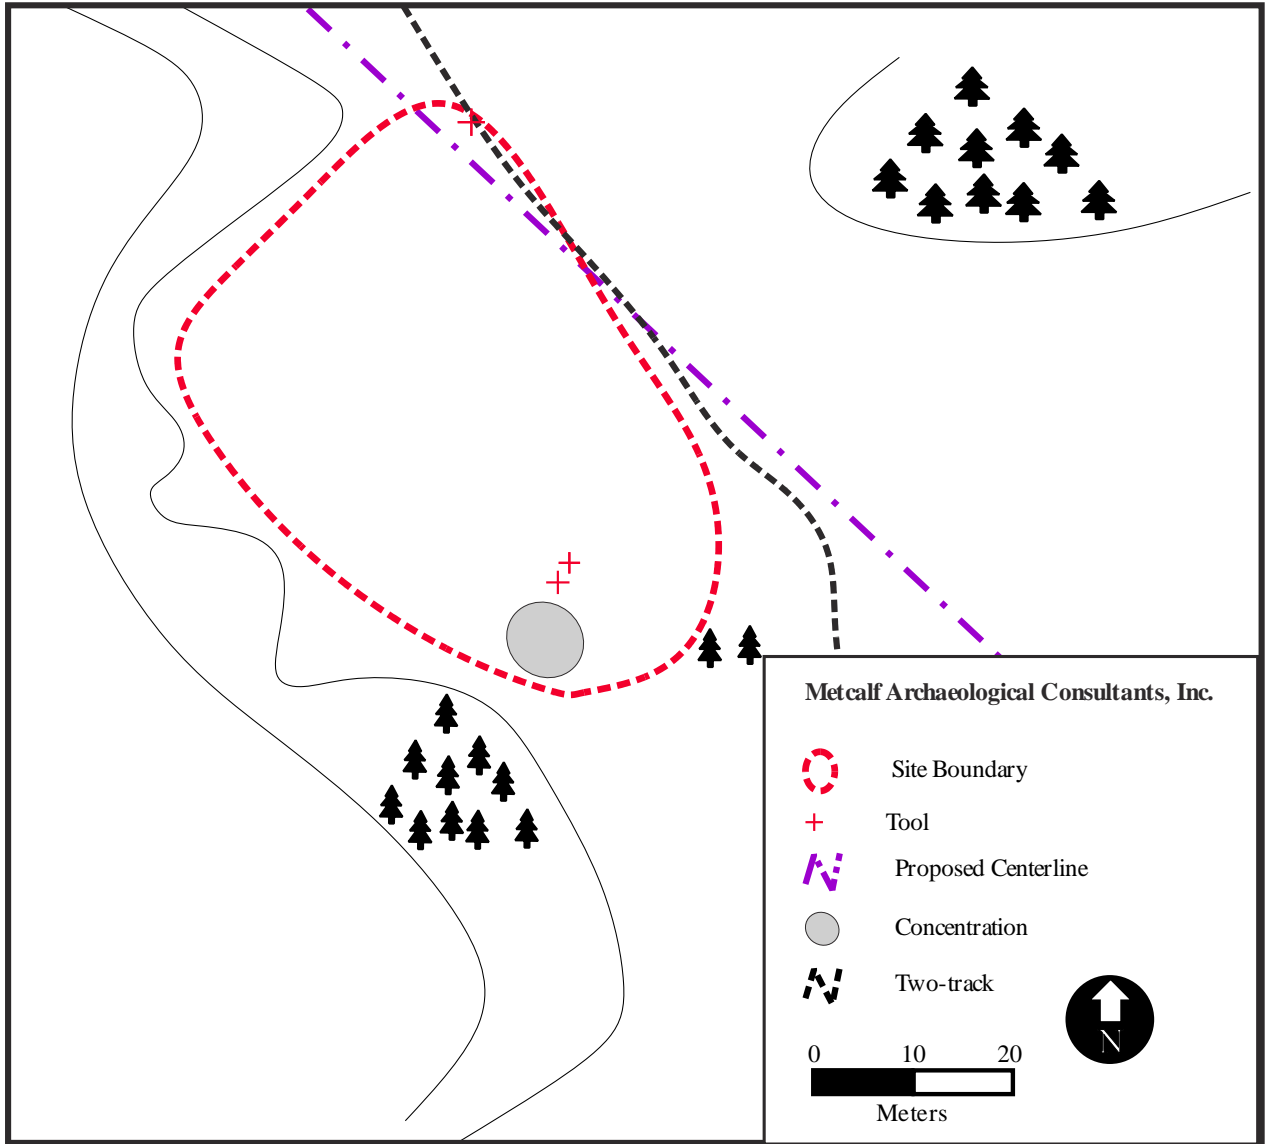 Metcalf Archaeological Consultants, Inc.
Site Boundary
Tool
Proposed Centerline
Concentration
Two-track
N
0 10 20
Meters